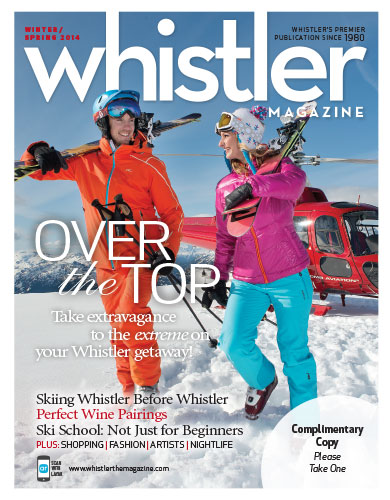 WINTER/
SPRING 2014
WHISTLER'S PREMIER
PUBLICATION SINCE 1980
whistler
MAGAZINE
OVER
the TOP
Take extravagance
to the extreme on
your Whistler getaway!
Skiing Whistler Before Whistler
Perfect Wine Pairings
Ski School: Not Just for Beginners
PLUS: SHOPPING | FASHION | ARTISTS | NIGHTLIFE
www.whistlerthemagazine.com
Complimentary
Copy
Please
Take One